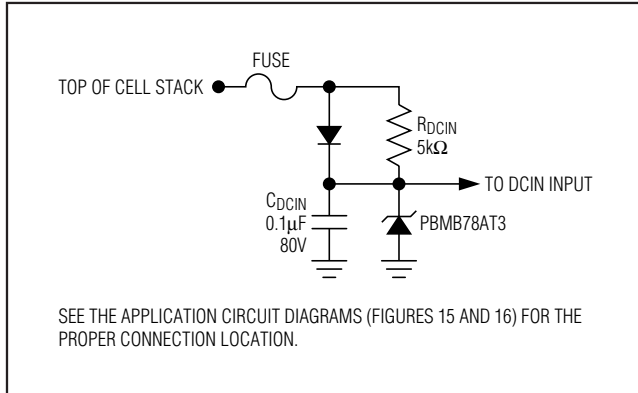 FUSE
TOP OF CELL STACK
RDCIN
5kΩ
TO DCIN INPUT
CDCIN
0.1µF
80V
PBMB78AT3
SEE THE APPLICATION CIRCUIT DIAGRAMS (FIGURES 15 AND 16) FOR THE
PROPER CONNECTION LOCATION.